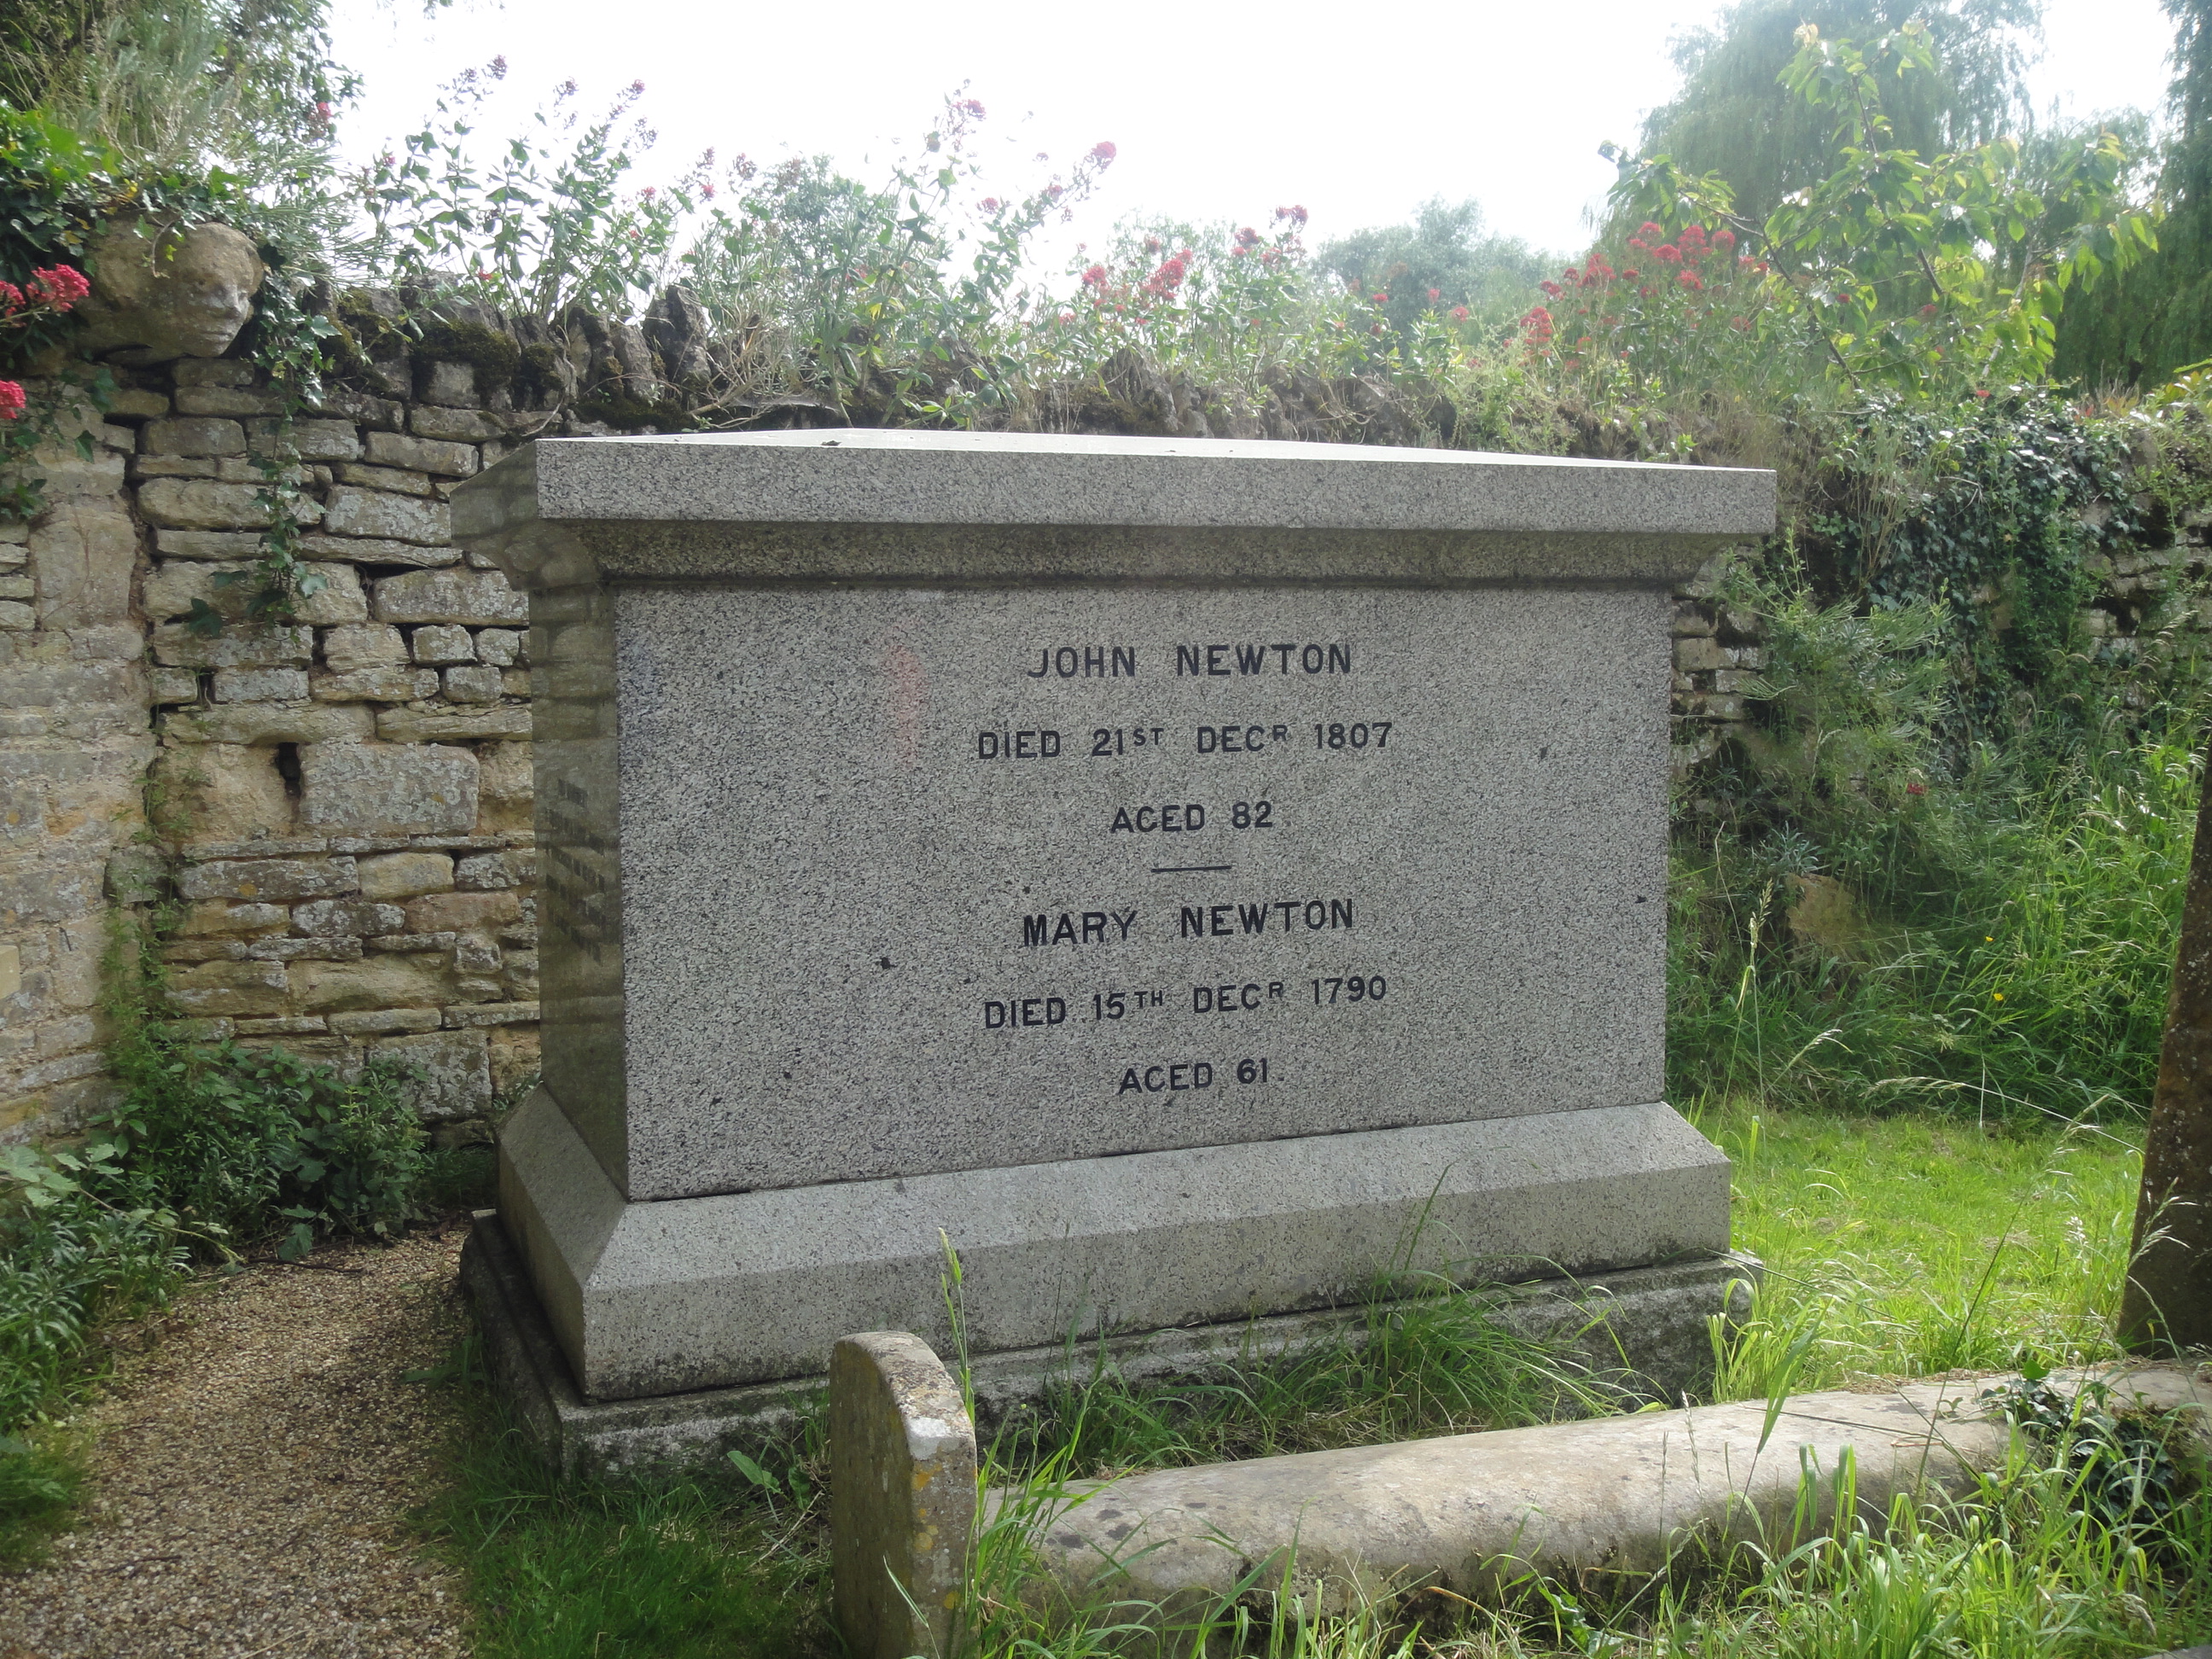 JOHN NEWTON
DIED 21ST DECR 1807
AGED 82
MARY NEWTON
DIED 15TH DECR 1790
AGED 61.